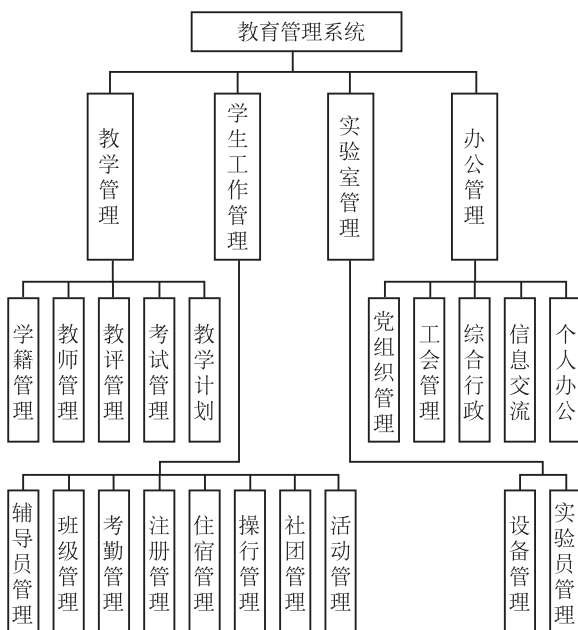 教育管理系统
教学管理
学生工作管理
实验室管理
办公管理
学籍管理
教师管理
教评管理
考试管理
教学计划
党组织管理
工会管理
综合行政
信息交流
个人办公
辅导员管理
班级管理
考勤管理
注册管理
住宿管理
操行管理
社团管理
活动管理
设备管理
实验员管理